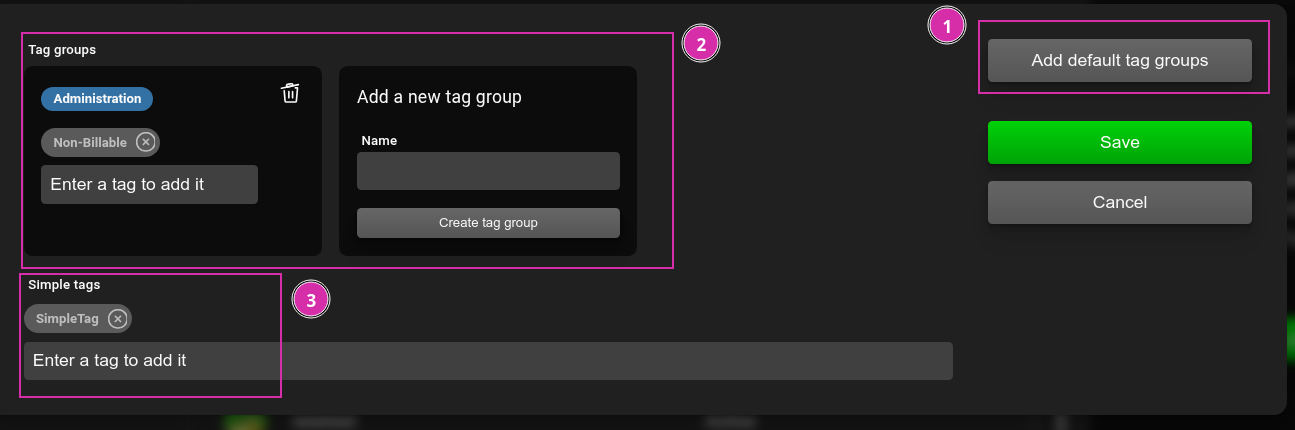 1
Add default tag groups
2
Tag groups
Administration
Non-Billable
Enter a tag to add it
Add a new tag group
Name
Create tag group
Save
Cancel
3
Simple tags
SimpleTag
Enter a tag to add it